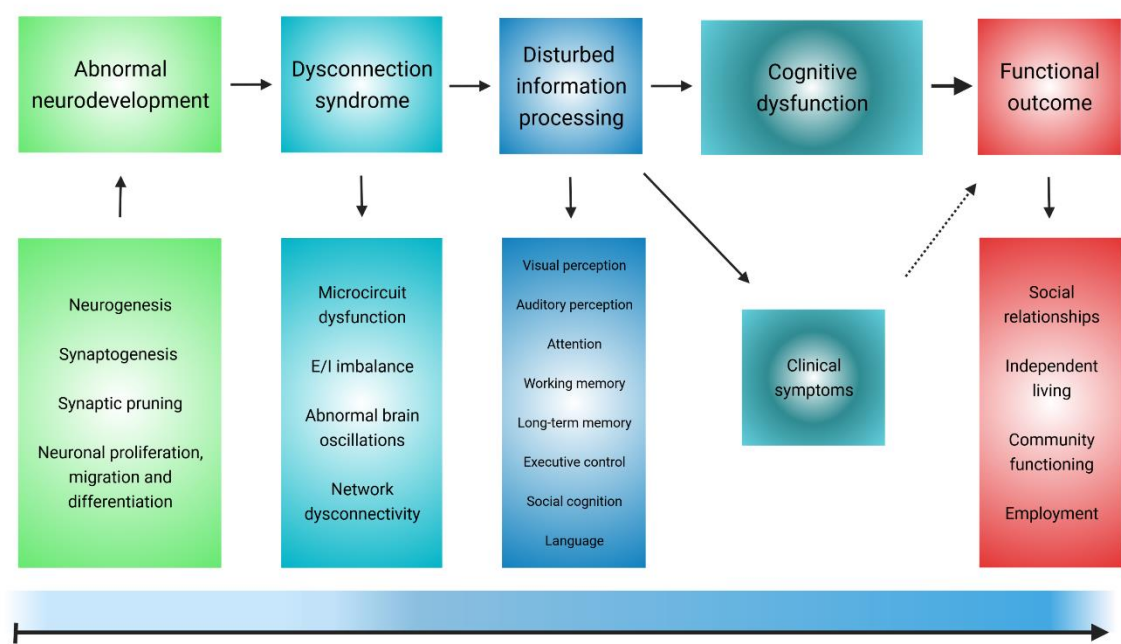 Abnormal
neurodevelopment
Dysconnection
syndrome
Disturbed
information
processing
Cognitive
dysfunction
Functional
outcome
Neurogenesis
Synaptogenesis
Synaptic pruning
Neuronal proliferation,
migration and
differentiation
Microcircuit
dysfunction
E/I imbalance
Abnormal brain
oscillations
Network
dysconnectivity
Visual perception
Auditory perception
Attention
Working memory
Long-term memory
Executive control
Social cognition
Language
Clinical
symptoms
Social
relationships
Independent
living
Community
functioning
Employment